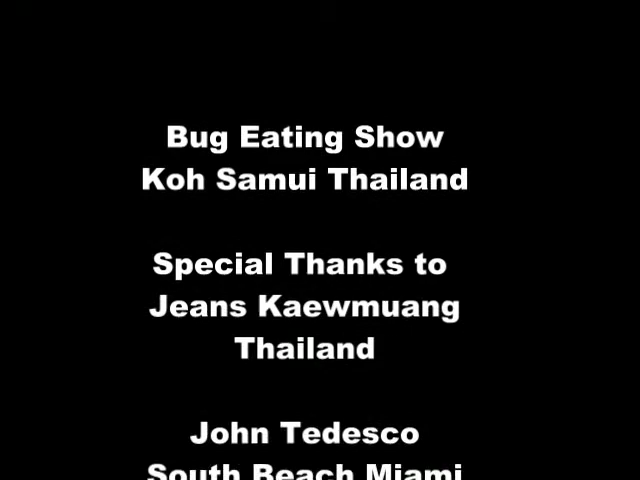 Bug Eating Show
Koh Samui Thailand
Special Thanks to
Jeans Kaewmuang
Thailand
John Tedesco
South Beach Miami